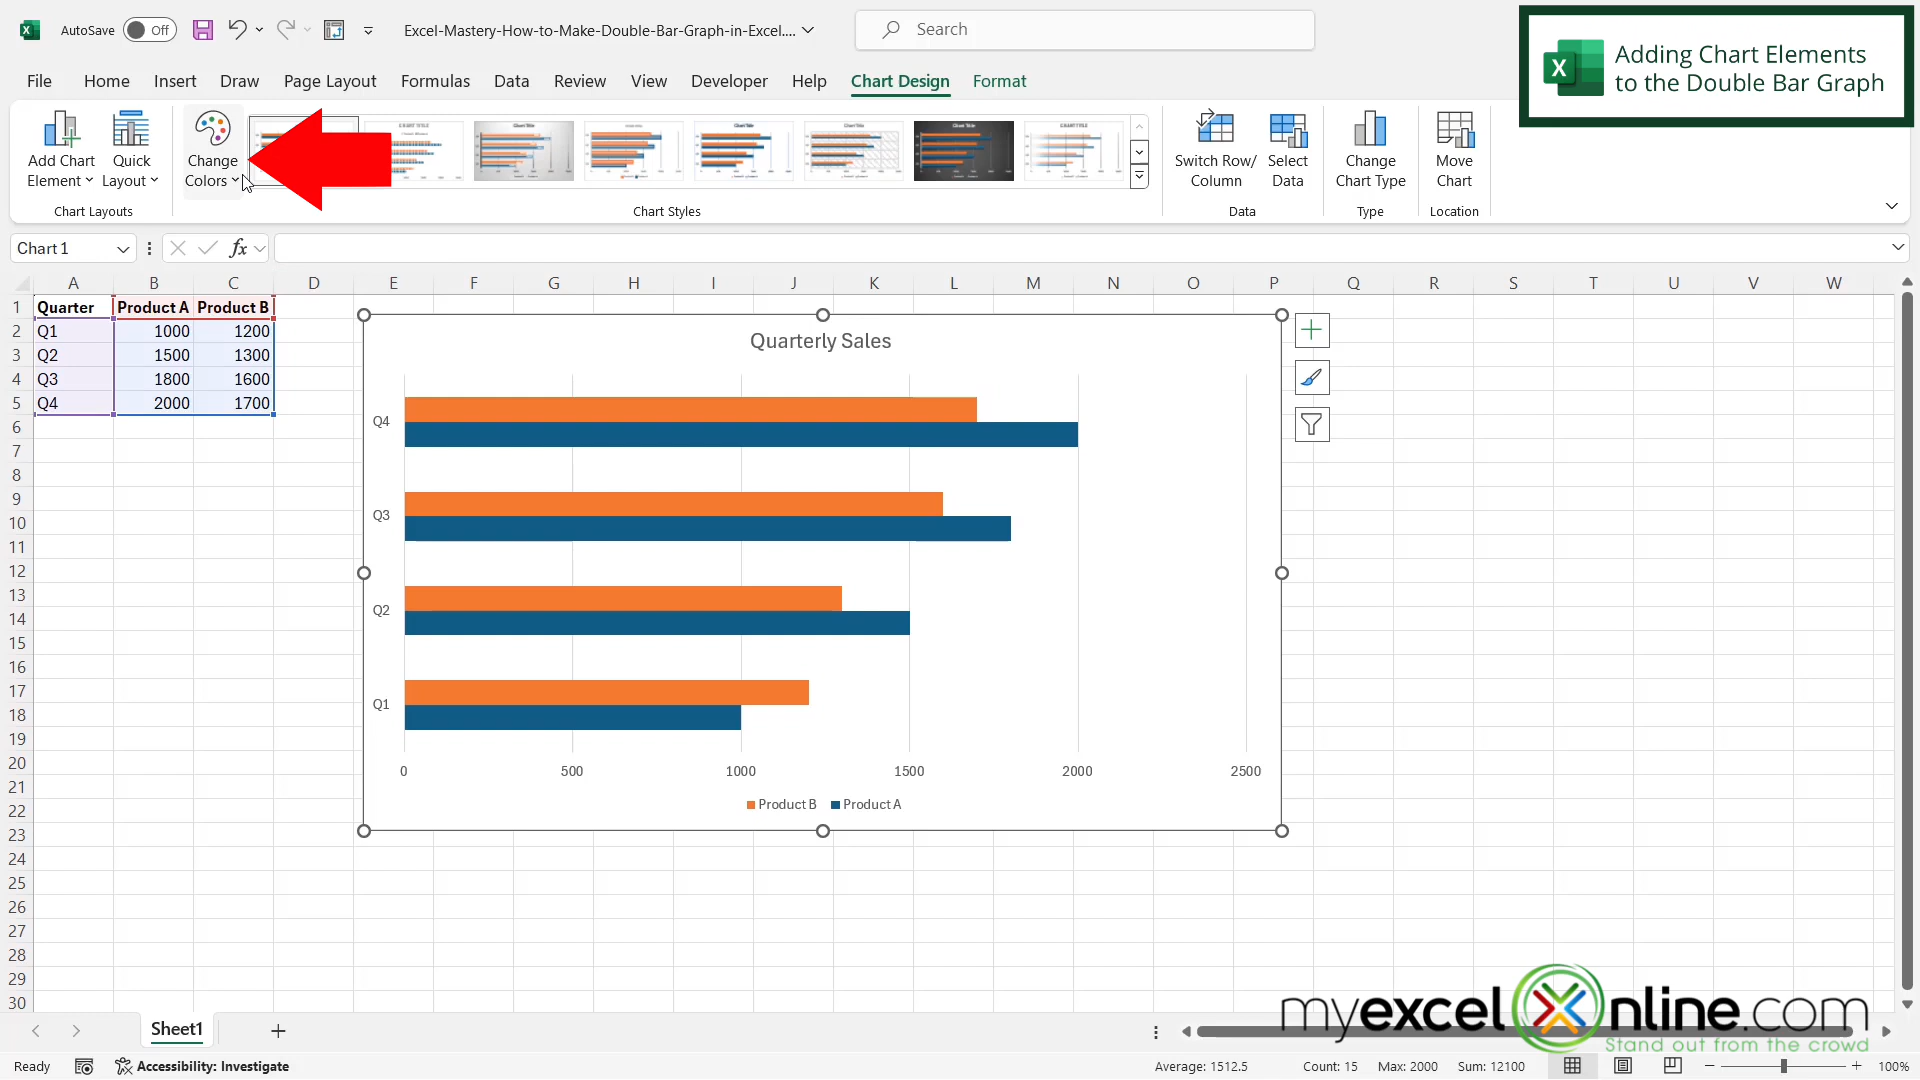 AutoSave Off Excel-Mastery-How-to-Make-Double-Bar-Graph-in-Excel.... Search
Adding Chart Elements
to the Double Bar Graph
File Home Insert Draw Page Layout Formulas Data Review View Developer Help Chart Design Format
Add Chart
Element
Quick
Layout
Change
Colors
Switch Row/
Column
Select
Data
Change
Chart Type
Move
Chart
Chart Layouts Chart Styles Data Type Location
Chart 1 fx
A B C D E F G H I J K L M N O P Q R S T U V W
1 Quarter Product A Product B
2 Q1 1000 1200
3 Q2 1500 1300
4 Q3 1800 1600
5 Q4 2000 1700
6
7
8
9
10
11
12
13
14
15
16
17
18
19
20
21
22
23
24
25
26
27
28
29
30
Quarterly Sales
Q4
Q3
Q2
Q1
0 500 1000 1500 2000 2500
Product B Product A
myexcelonline.com
Stand out from the crowd
Sheet1
Ready Accessibility: Investigate Average: 1512.5 Count: 15 Max: 2000 Sum: 12100 100%